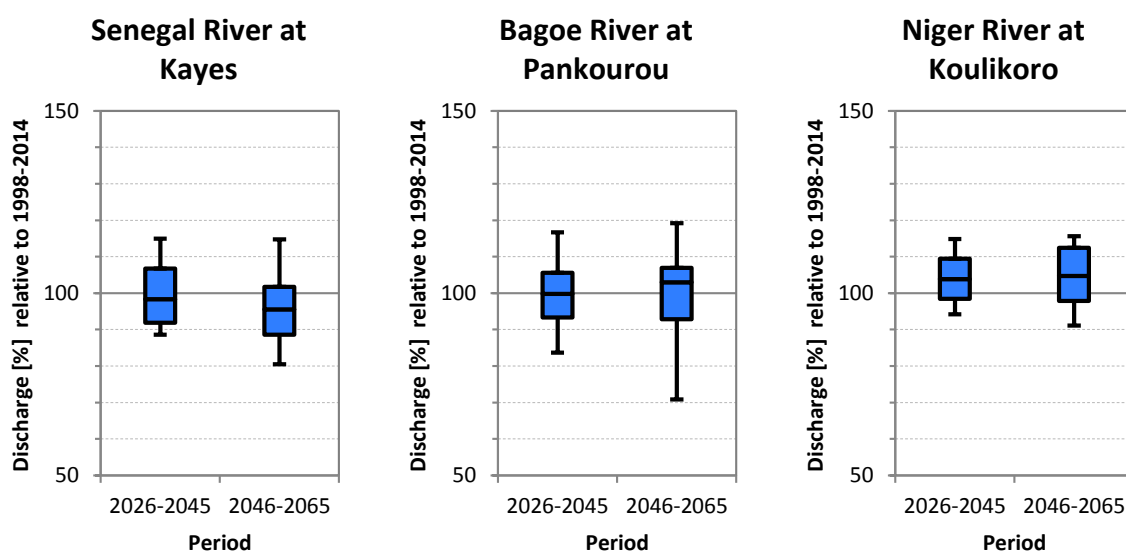 Senegal River at
Kayes
Discharge [%] relative to 1998-2014
150
100
50
2026-2045 2046-2065
Period
Bagoe River at
Pankourou
Discharge [%] relative to 1998-2014
150
100
50
2026-2045 2046-2065
Period
Niger River at
Koulikoro
Discharge [%] relative to 1998-2014
150
100
50
2026-2045 2046-2065
Period